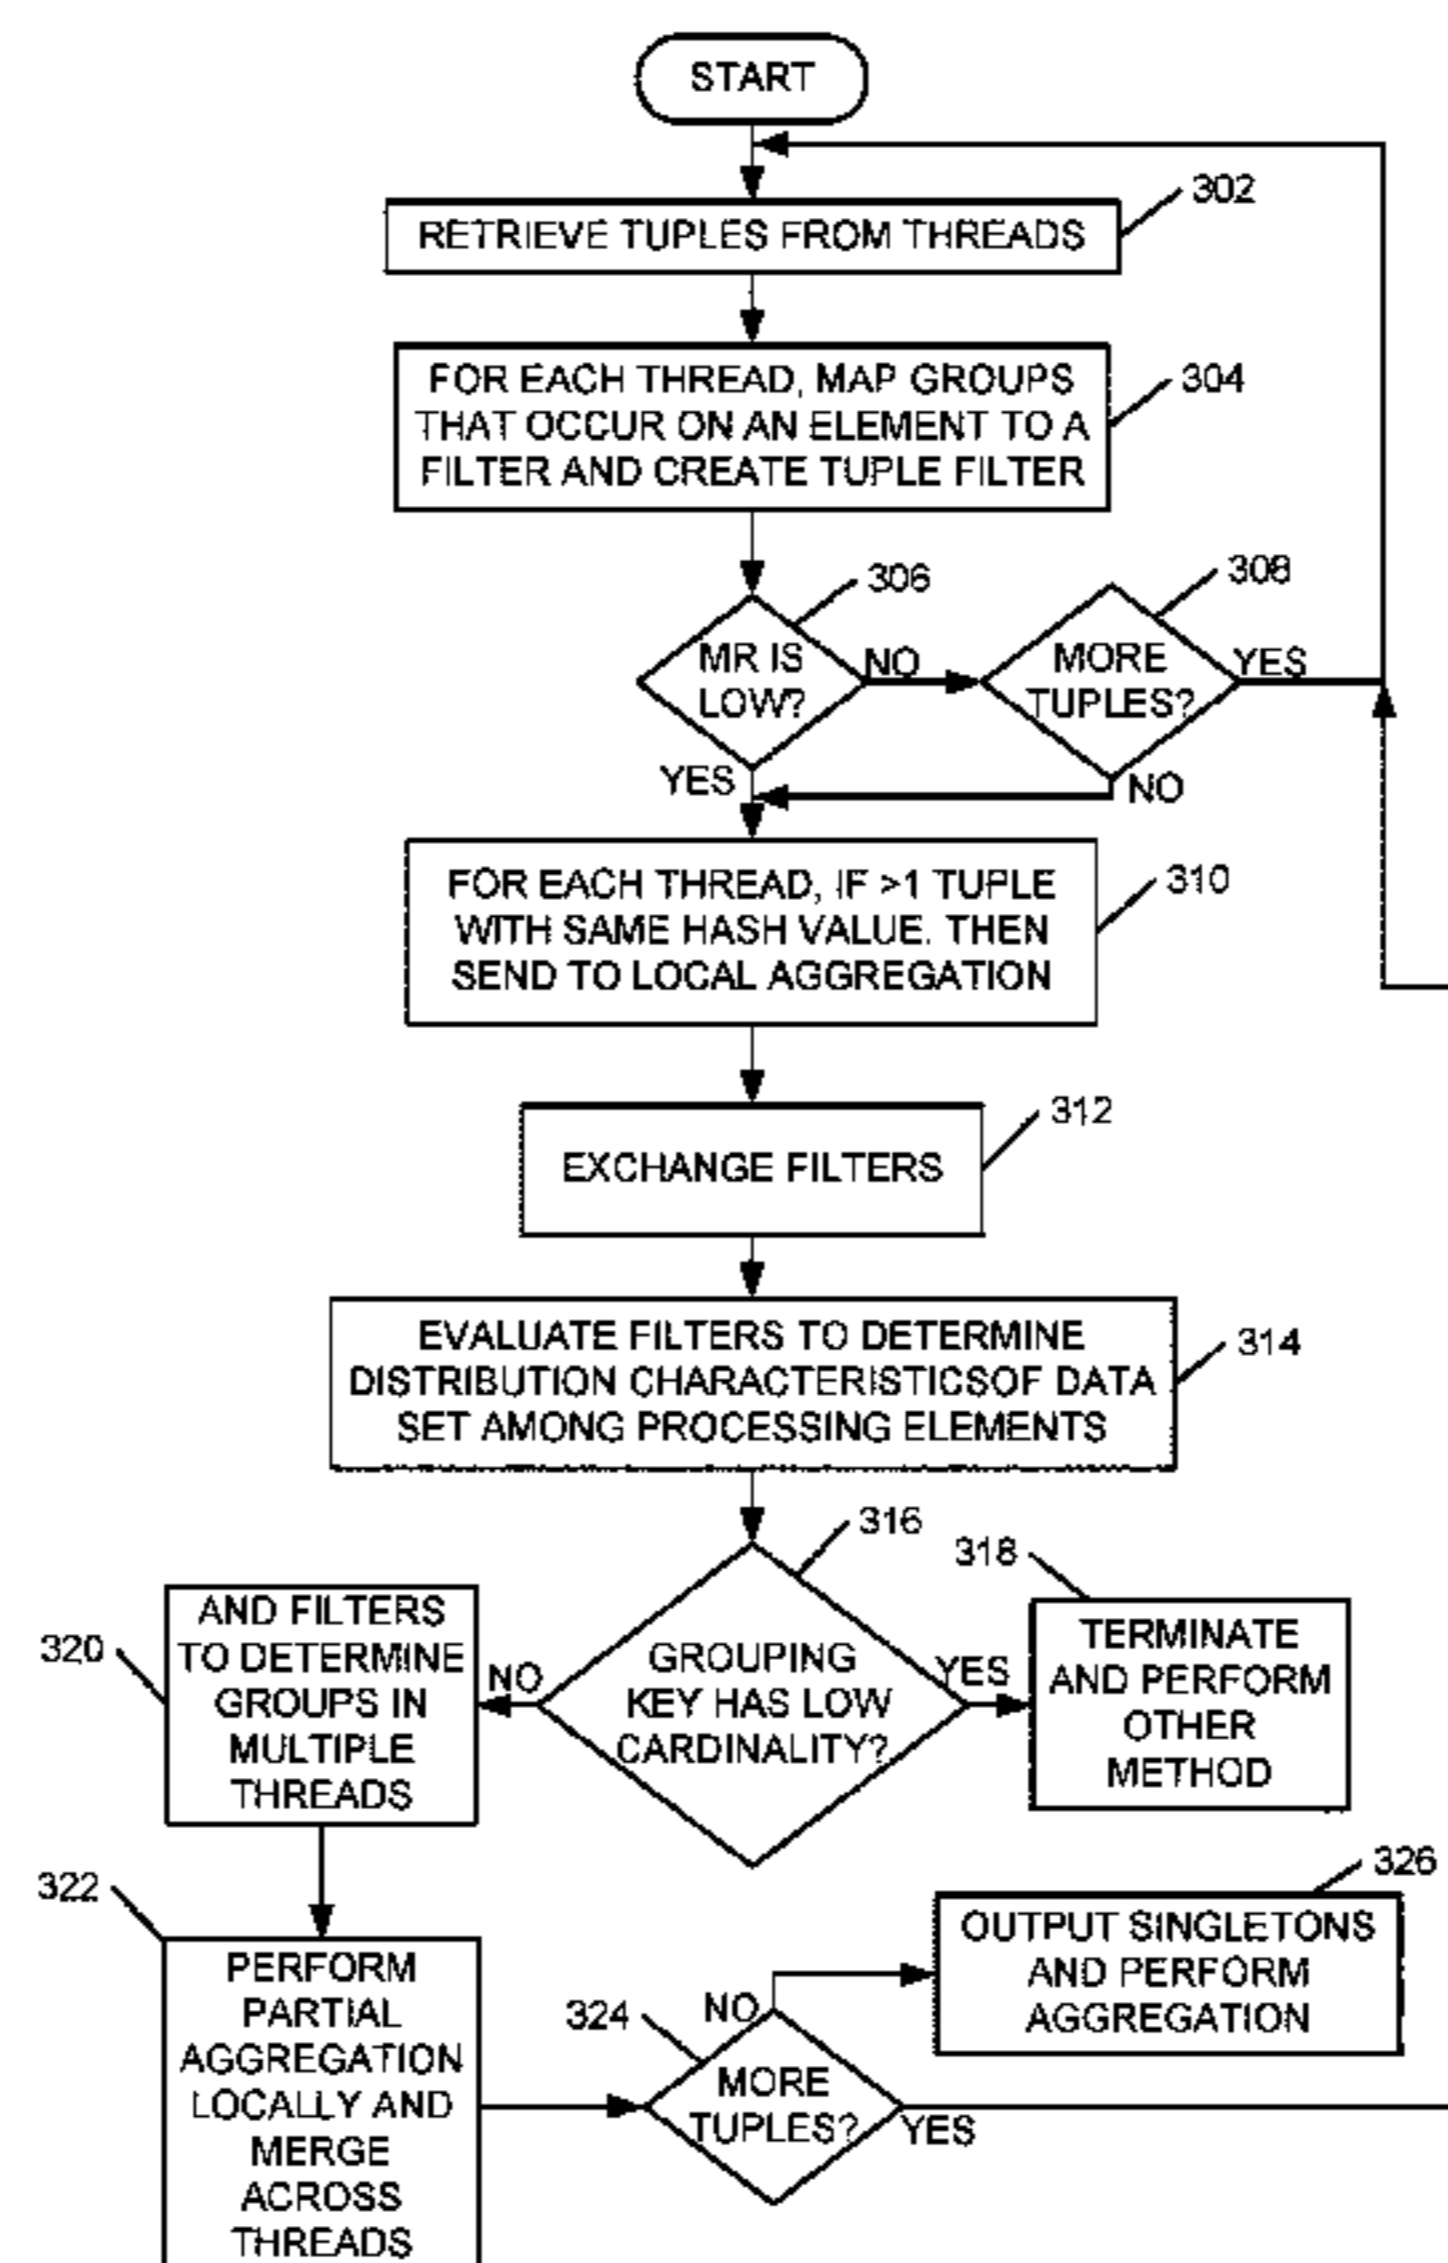 START
302
RETRIEVE TUPLES FROM THREADS
FOR EACH THREAD, MAP GROUPS
THAT OCCUR ON AN ELEMENT TO A
FILTER AND CREATE TUPLE FILTER
304
306
308
MR IS
LOW?
NO
MORE
TUPLES?
YES
YES
NO
FOR EACH THREAD, IF >1 TUPLE
WITH SAME HASH VALUE. THEN
SEND TO LOCAL AGGREGATION
310
312
EXCHANGE FILTERS
EVALUATE FILTERS TO DETERMINE
DISTRIBUTION CHARACTERISTICSOF DATA
SET AMONG PROCESSING ELEMENTS
314
316
318
320
AND FILTERS
TO DETERMINE
GROUPS IN
MULTIPLE
THREADS
NO
GROUPING
KEY HAS LOW
CARDINALITY?
YES
TERMINATE
AND PERFORM
OTHER
METHOD
322
326
PERFORM
PARTIAL
AGGREGATION
LOCALLY AND
MERGE
ACROSS
THREADS
324
NO
MORE
TUPLES?
YES
OUTPUT SINGLETONS
AND PERFORM
AGGREGATION